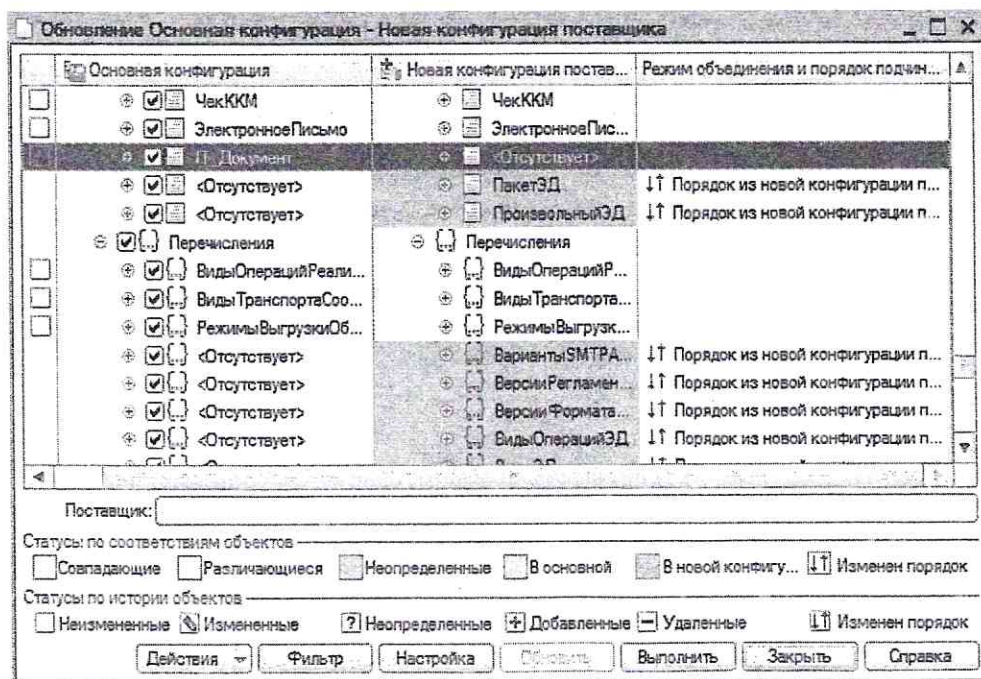 Обновление Основная конфигурация - Новая конфигурация поставщика
Основная конфигурация Новая конфигурация постав... Режим объединения и порядок подчин...
ЧекККМ ЧекККМ
ЭлектронноеПисьмо ЭлектронноеПис...
IT_Документ <Отсутствует>
<Отсутствует> ПакетЭД Порядок из новой конфигурации п...
<Отсутствует> ПроизвольныйЭД Порядок из новой конфигурации п...
Перечисления Перечисления
ВидыОперацийРеали... ВидыОперацийР...
ВидыТранспортаСоо... ВидыТранспорта...
РежимыВыгрузкиОб... РежимыВыгрузк...
<Отсутствует> ВариантыSMTPA... Порядок из новой конфигурации п...
<Отсутствует> ВерсииРегламен... Порядок из новой конфигурации п...
<Отсутствует> ВерсииФормата... Порядок из новой конфигурации п...
<Отсутствует> ВидыОперацийЭД Порядок из новой конфигурации п...
Поставщик:
Статусы по соответствиям объектов
Совпадающие Различающиеся Неопределенные В основной В новой конфигу... Изменен порядок
Статусы по истории объектов
Неизмененные Измененные ? Неопределенные Добавленные Удаленные Изменен порядок
Действия Фильтр Настройка Обновить Выполнить Закрыть Справка